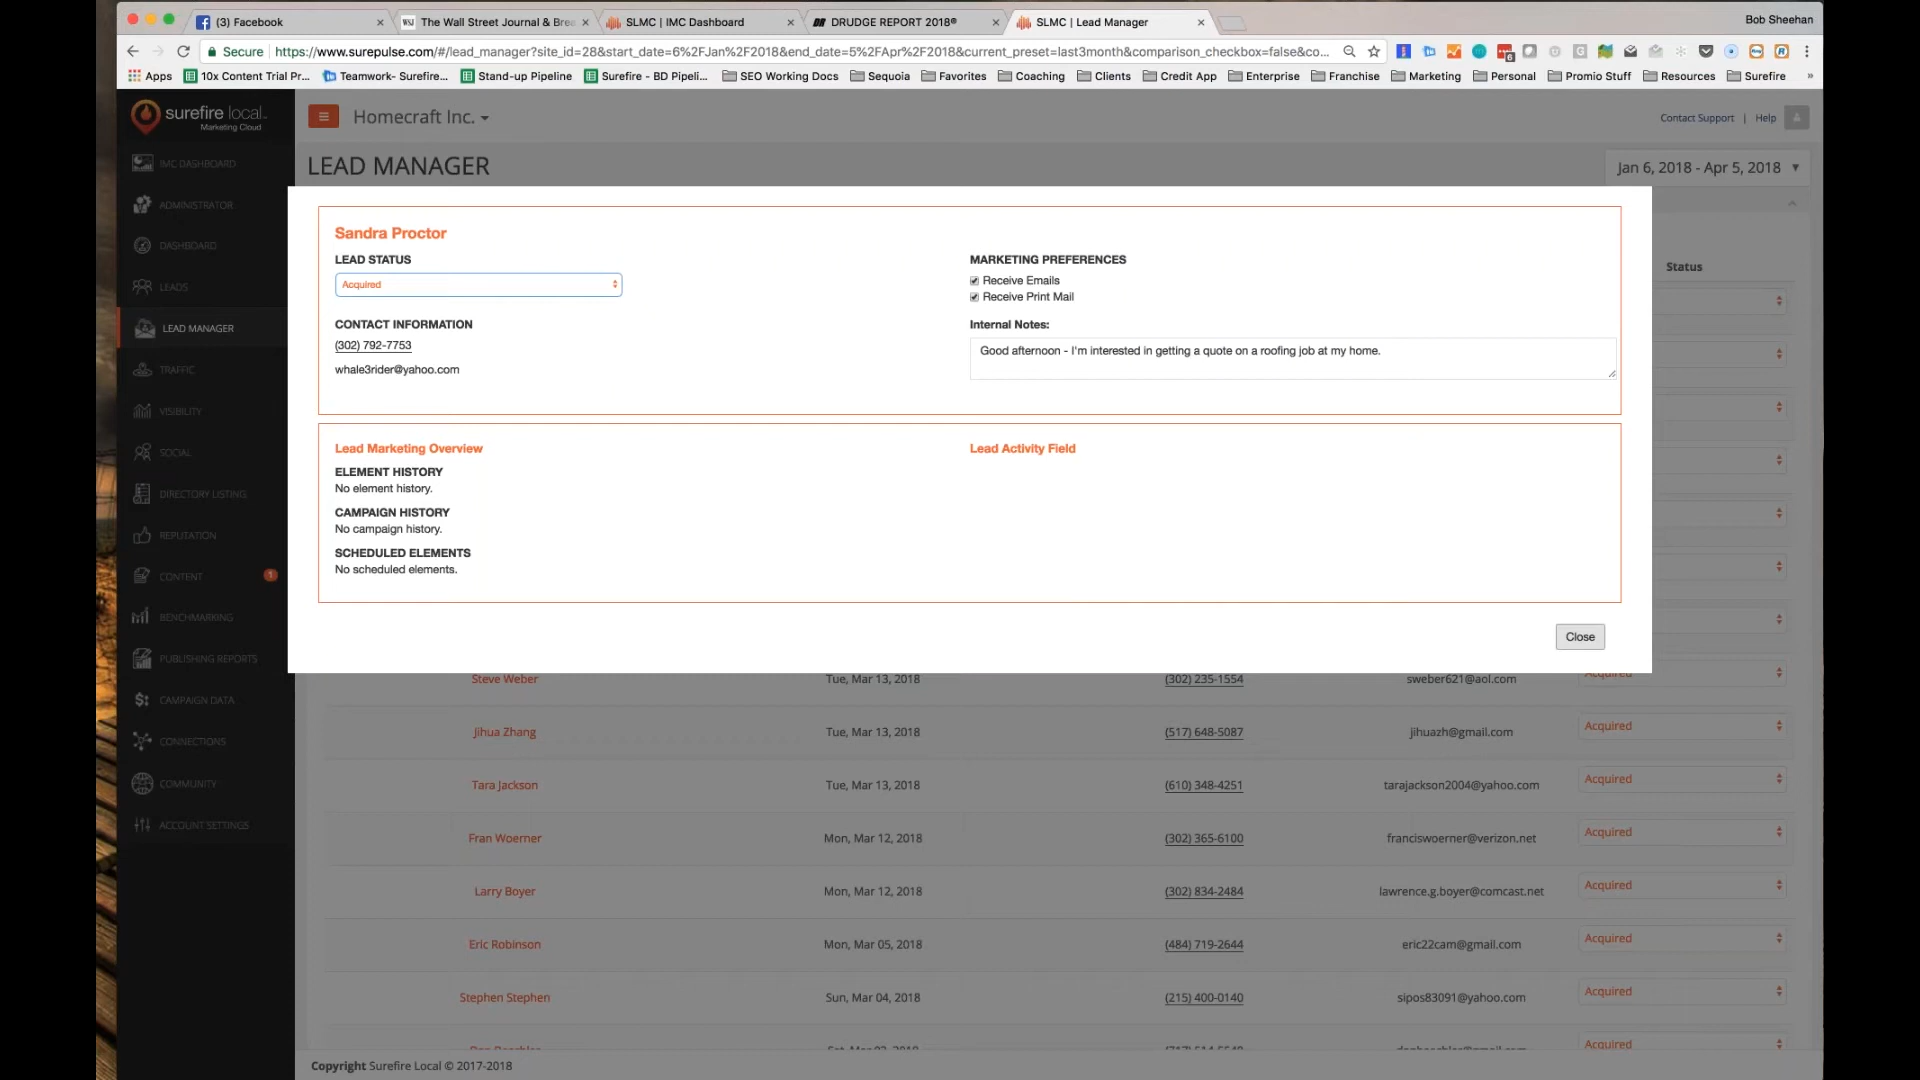 (3) Facebook
The Wall Street Journal & Brea
SLMC | IMC Dashboard
DRUDGE REPORT 2018®
SLMC | Lead Manager
Bob Sheehan
Secure
https://www.surepulse.com/#/lead_manager?site_id=28&start_date=6%2FJan%2F2018&end_date=5%2FApr%2F2018&current_preset=last3month&comparison_checkbox=false&co...
Apps
10x Content Trial Pr...
Teamwork- Surefire...
Stand-up Pipeline
Surefire - BD Pipeli...
SEO Working Docs
Sequoia
Favorites
Coaching
Clients
Credit App
Enterprise
Franchise
Marketing
Personal
Promio Stuff
Resources
Surefire
»
surefire local
Marketing Cloud
Homecraft Inc.
Contact Support | Help
LEAD MANAGER
Jan 6, 2018 - Apr 5, 2018
IMC DASHBOARD
ADMINISTRATOR
DASHBOARD
LEADS
LEAD MANAGER
TRAFFIC
VISIBILITY
SOCIAL
DIRECTORY LISTING
REPUTATION
CONTENT 1
BENCHMARKING
PUBLISHING REPORTS
CAMPAIGN DATA
CONNECTIONS
COMMUNITY
ACCOUNT SETTINGS
Status
Sandra Proctor
LEAD STATUS
Acquired
CONTACT INFORMATION
(302) 792-7753
whale3rider@yahoo.com
MARKETING PREFERENCES
Receive Emails
Receive Print Mail
Internal Notes:
Good afternoon - I'm interested in getting a quote on a roofing job at my home.
Lead Marketing Overview
ELEMENT HISTORY
No element history.
CAMPAIGN HISTORY
No campaign history.
SCHEDULED ELEMENTS
No scheduled elements.
Lead Activity Field
Close
Steve Weber Tue, Mar 13, 2018 (302) 235-1554 sweber621@aol.com Acquired
Jihua Zhang Tue, Mar 13, 2018 (517) 648-5087 jihuazh@gmail.com Acquired
Tara Jackson Tue, Mar 13, 2018 (610) 348-4251 tarajackson2004@yahoo.com Acquired
Fran Woerner Mon, Mar 12, 2018 (302) 365-6100 franciswoerner@verizon.net Acquired
Larry Boyer Mon, Mar 12, 2018 (302) 834-2484 lawrence.g.boyer@comcast.net Acquired
Eric Robinson Mon, Mar 05, 2018 (484) 719-2644 eric22cam@gmail.com Acquired
Stephen Stephen Sun, Mar 04, 2018 (215) 400-0140 sipos83091@yahoo.com Acquired
Acquired
Copyright Surefire Local © 2017-2018